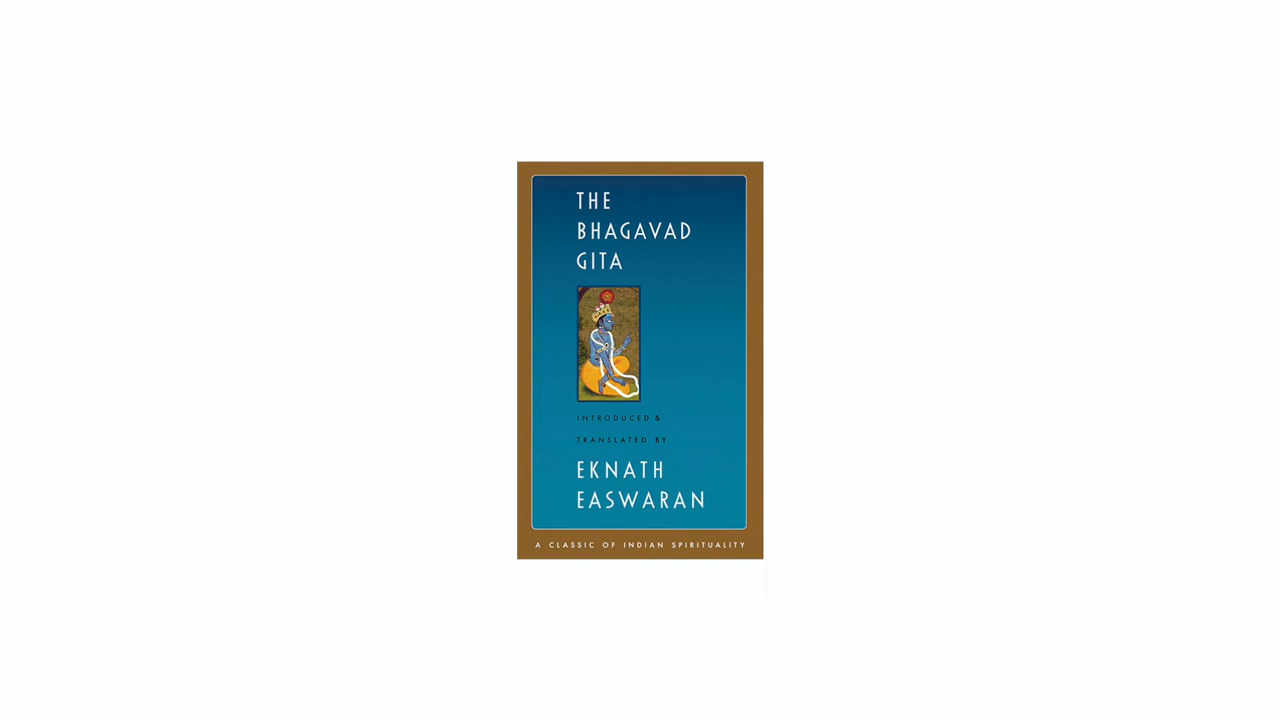 THE
BHAGAVAD
GITA
INTRODUCED &
TRANSLATED BY
EKNATH
EASWARAN
A CLASSIC OF INDIAN SPIRITUALITY